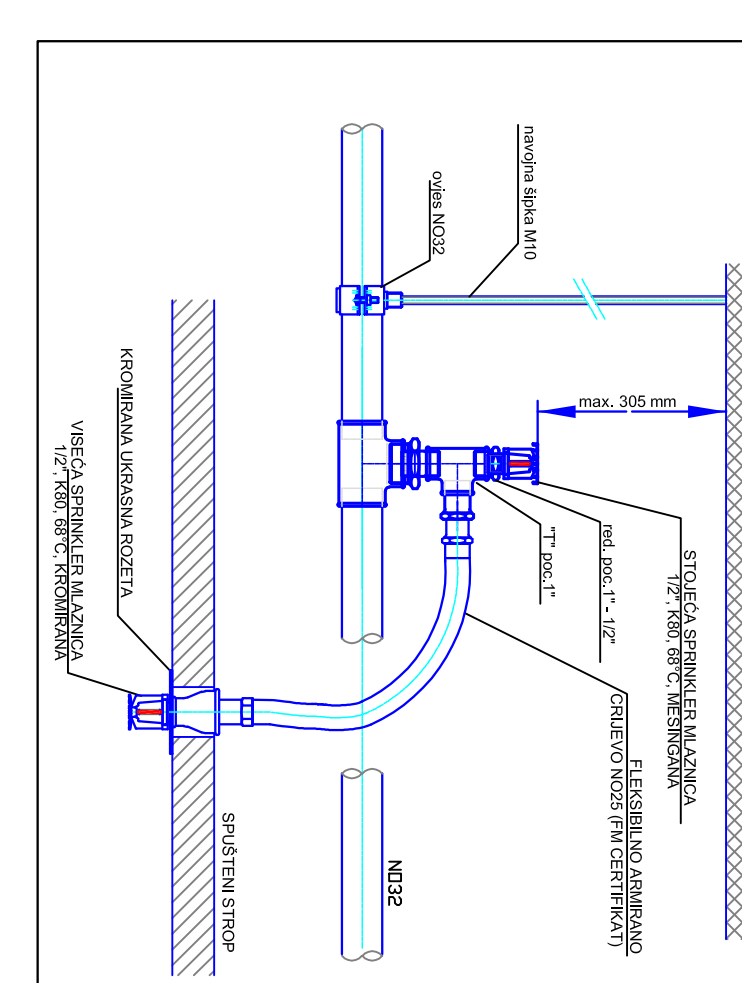 navojna šipka M10
ovjes NO32
max. 305 mm
STOJEĆA SPRINKLER MLAZNICA
1/2", K80, 68°C, MESINGANA
red. poc.1" - 1/2"
"T" poc.1"
FLEKSIBILNO ARMIRANO
CRIJEVO NO25 (FM CERTIFIKAT)
KROMIRANA UKRASNA ROZETA
VISEĆA SPRINKLER MLAZNICA
1/2", K80, 68°C, KROMIRANA
NO32
SPUŠTENI STROP